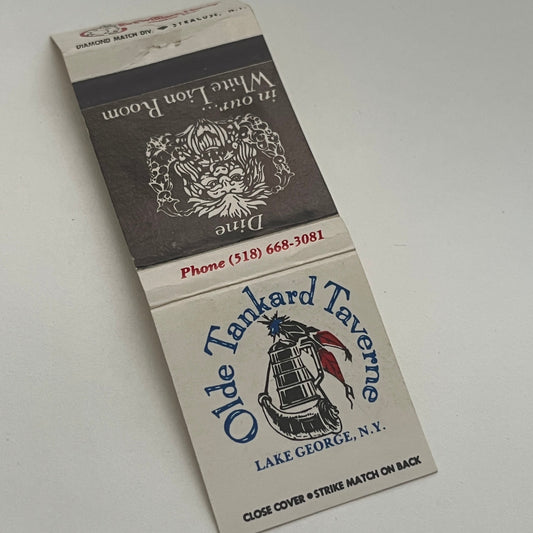 DIAMOND MATCH DIV. ◆ SYRACUSE, N.Y.
Dine
in our...
White Lion Room
Phone (518) 668-3081
Olde Tankard Taverne
LAKE GEORGE, N.Y.
CLOSE COVER ● STRIKE MATCH ON BACK